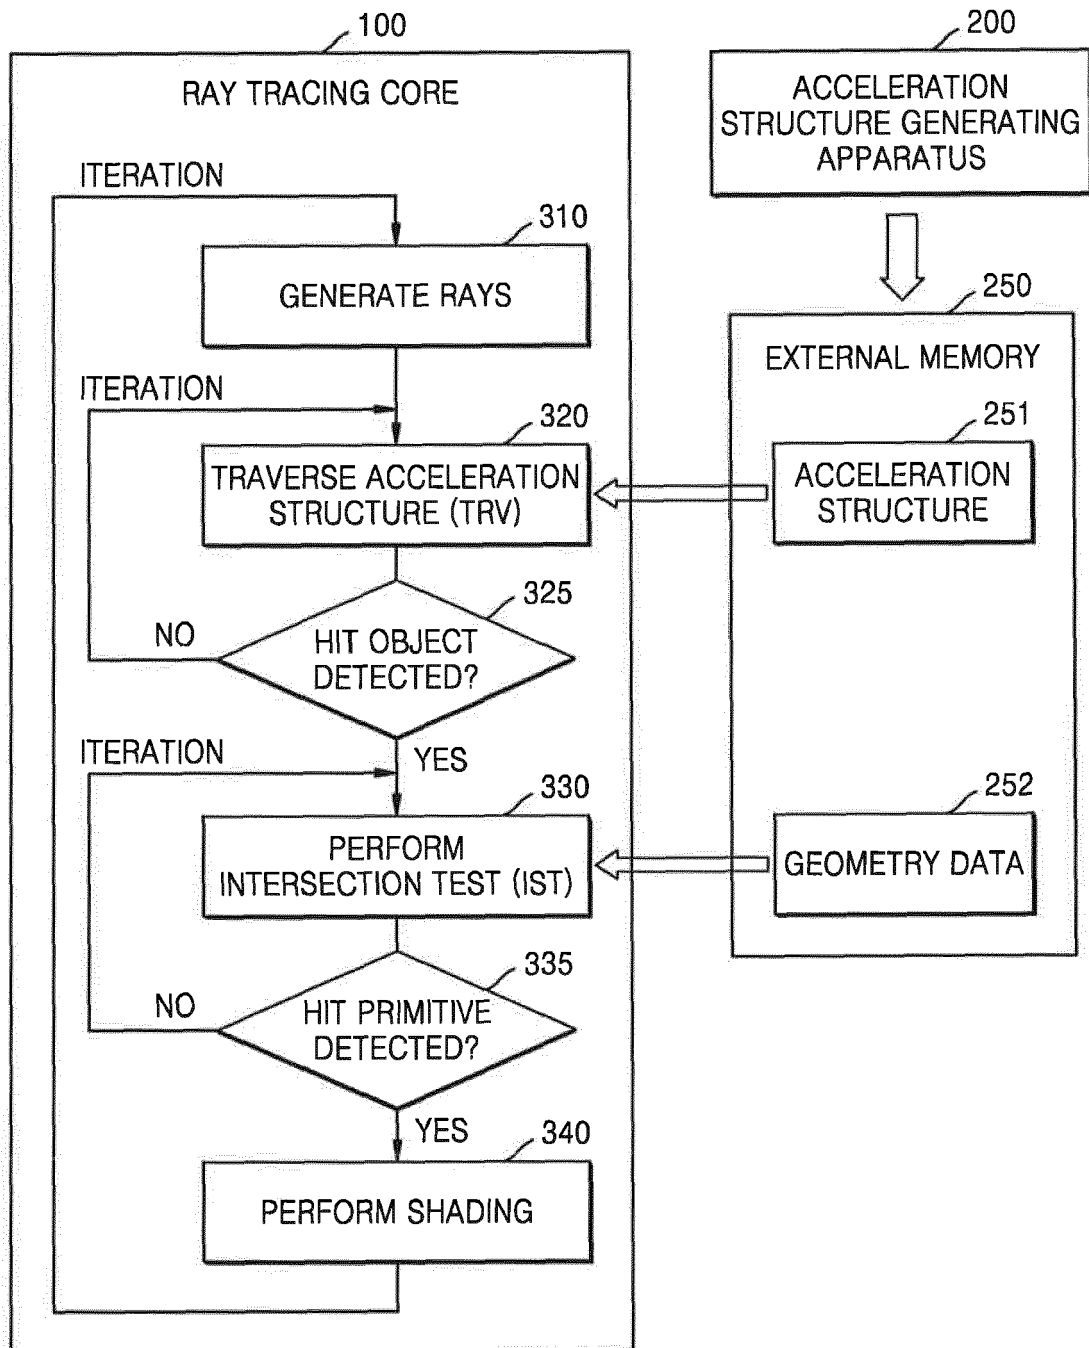 100
RAY TRACING CORE
ITERATION
310
GENERATE RAYS
ITERATION
320
TRAVERSE ACCELERATION
STRUCTURE (TRV)
325
NO
HIT OBJECT
DETECTED?
YES
ITERATION
330
PERFORM
INTERSECTION TEST (IST)
335
NO
HIT PRIMITIVE
DETECTED?
YES
340
PERFORM SHADING
200
ACCELERATION
STRUCTURE GENERATING
APPARATUS
250
EXTERNAL MEMORY
251
ACCELERATION
STRUCTURE
252
GEOMETRY DATA